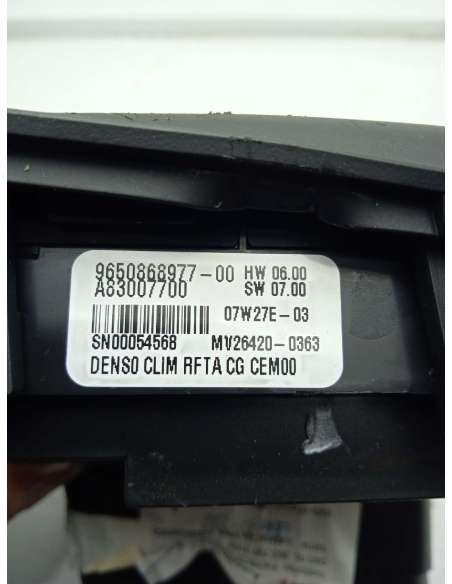 9650868977-00 HW 06.00
A83007700 SW 07.00
07W27E-03
SN00054568 MV26420-0363
DENSO CLIM RFTA CG CEM00